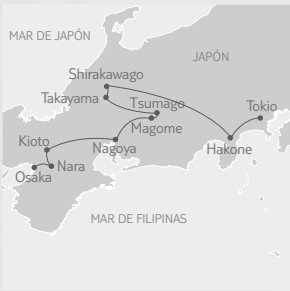 MAR DE JAPÓN
JAPÓN
Shirakawago
Takayama
Tsumago
Tokio
Magome
Kioto
Nagoya
Hakone
Nara
Osaka
MAR DE FILIPINAS